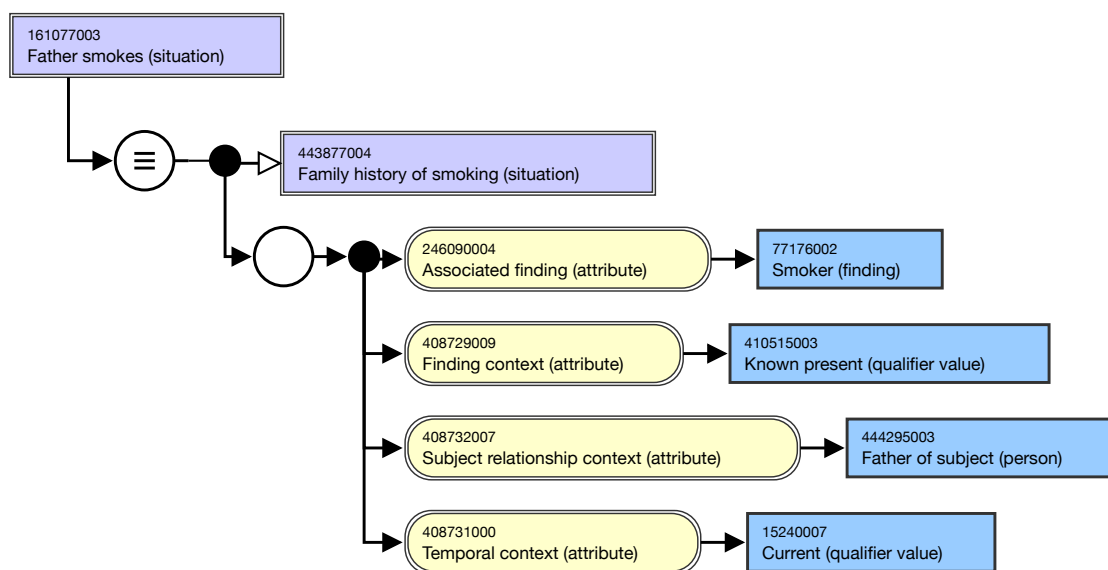 161077003
Father smokes (situation)
443877004
Family history of smoking (situation)
246090004
Associated finding (attribute)
77176002
Smoker (finding)
408729009
Finding context (attribute)
410515003
Known present (qualifier value)
408732007
Subject relationship context (attribute)
444295003
Father of subject (person)
408731000
Temporal context (attribute)
15240007
Current (qualifier value)